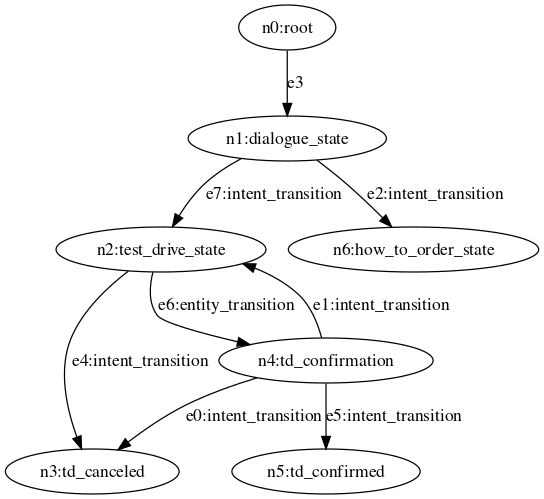 n0:root
e3
n1:dialogue_state
e7:intent_transition
e2:intent_transition
n2:test_drive_state
n6:how_to_order_state
e6:entity_transition
e1:intent_transition
e4:intent_transition
n4:td_confirmation
e0:intent_transition
e5:intent_transition
n3:td_canceled
n5:td_confirmed